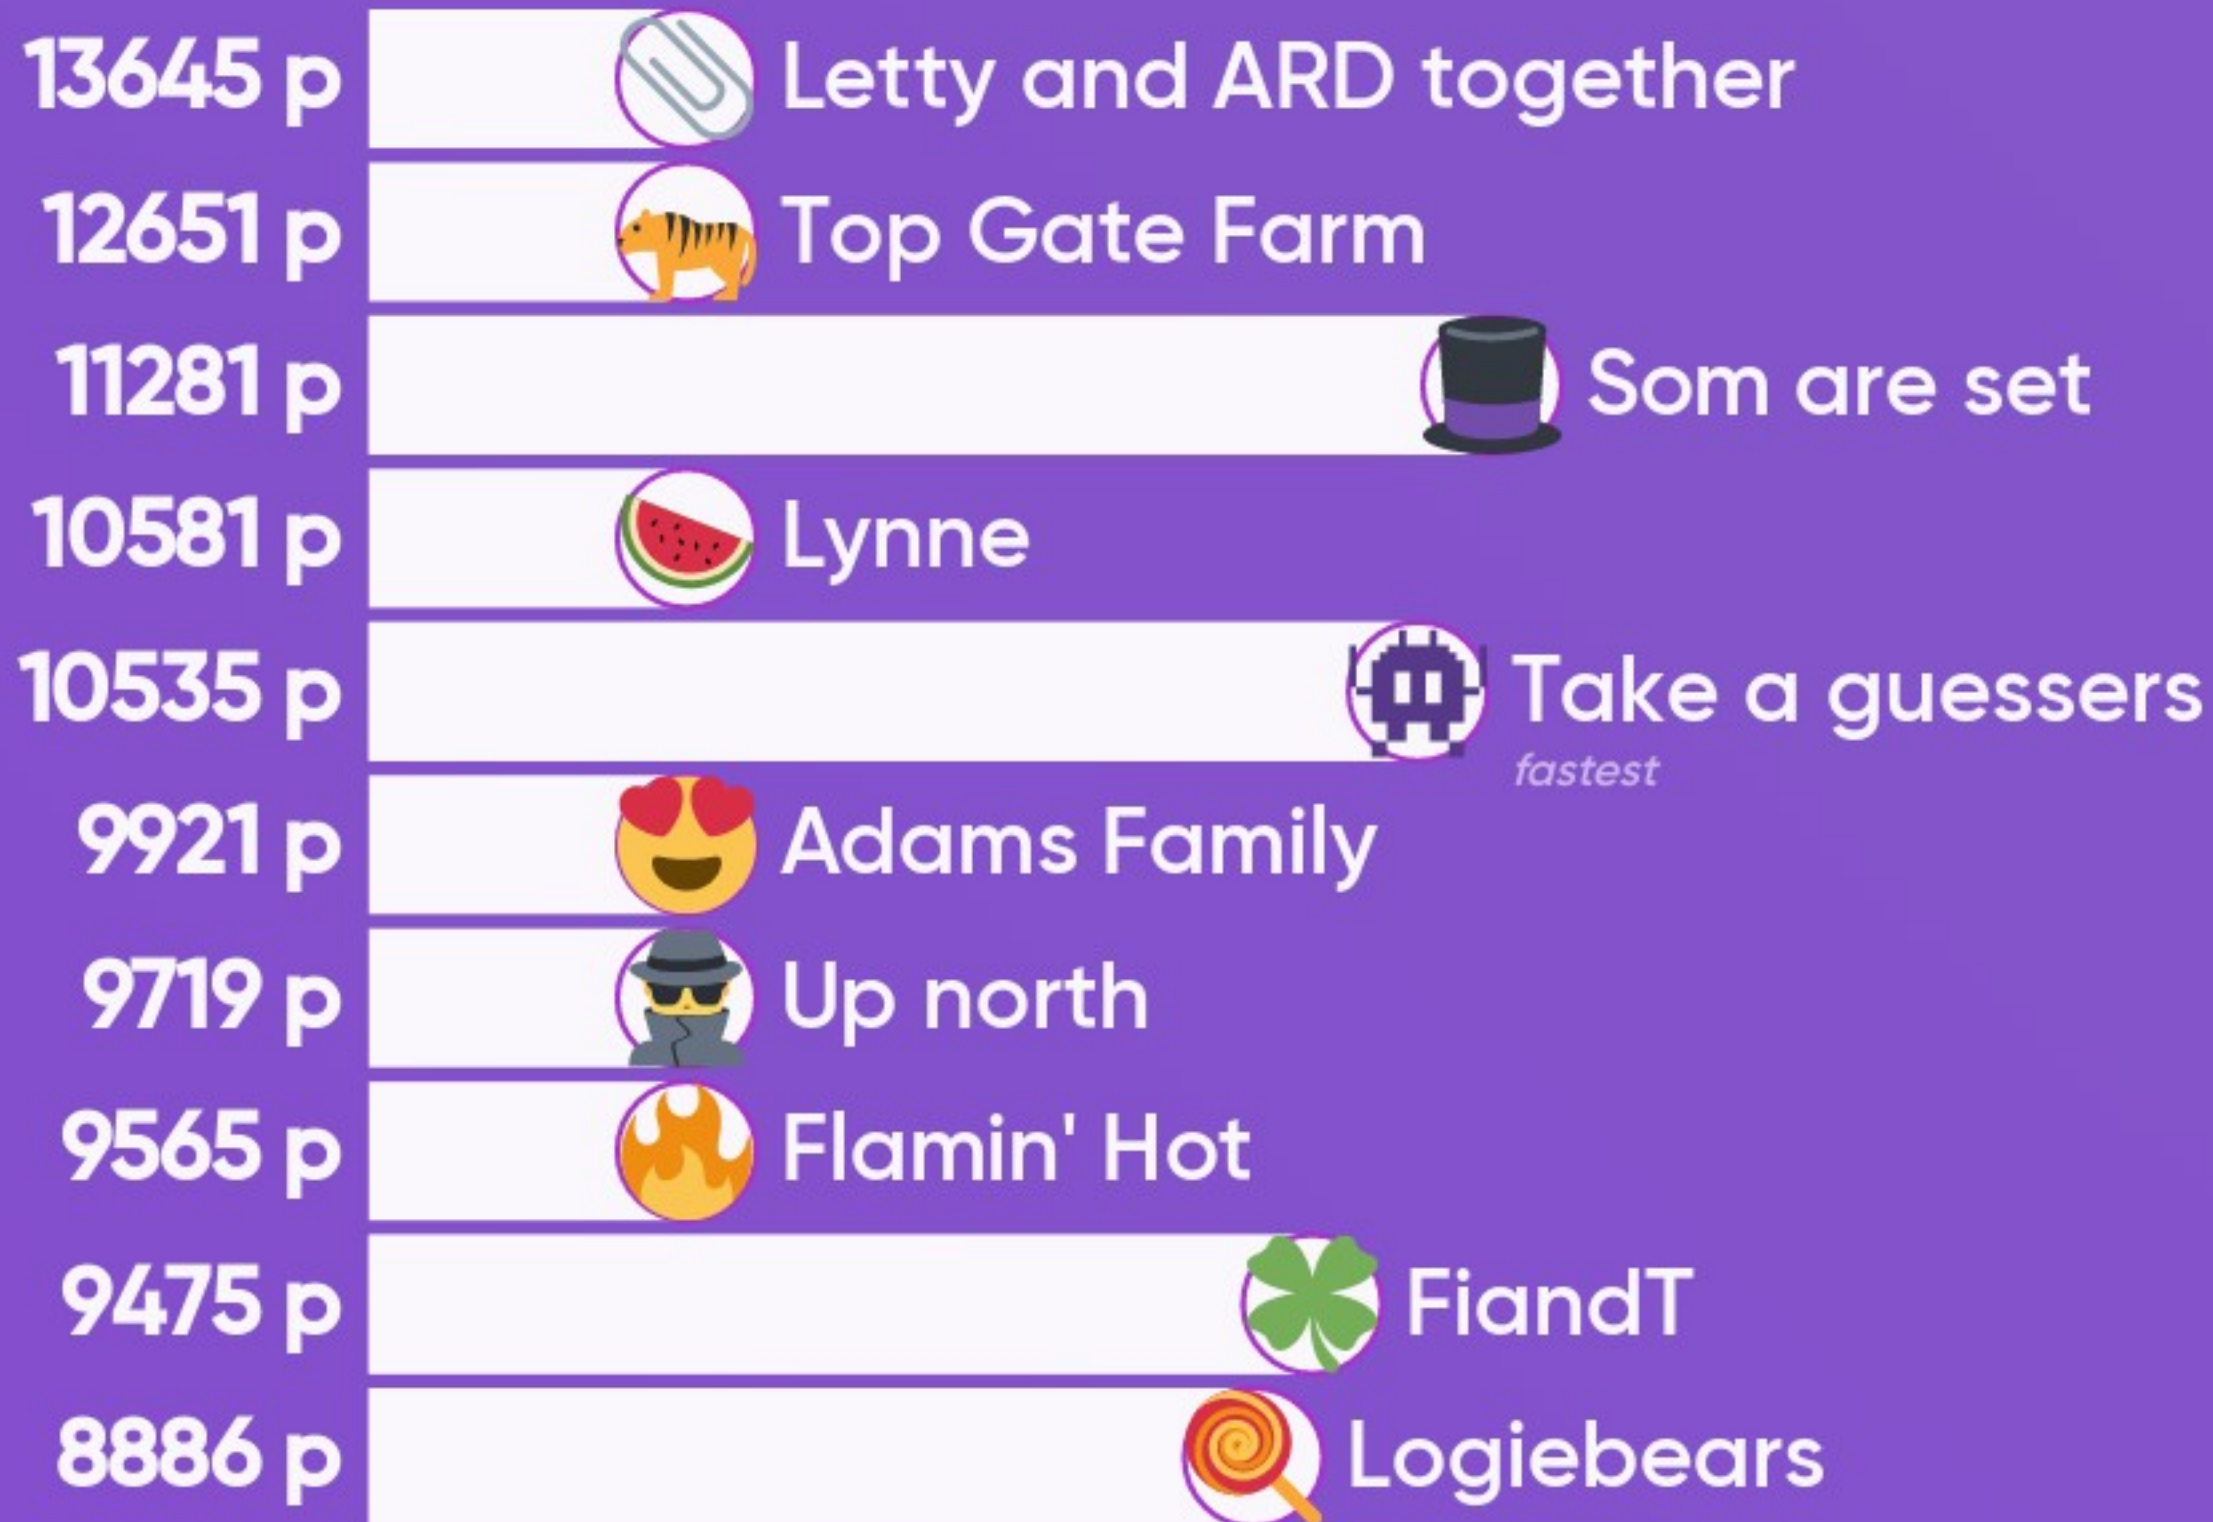 13645 p Letty and ARD together
12651 p Top Gate Farm
11281 p Som are set
10581 p Lynne
10535 p Take a guessers
fastest
9921 p Adams Family
9719 p Up north
9565 p Flamin' Hot
9475 p FiandT
8886 p Logiebears